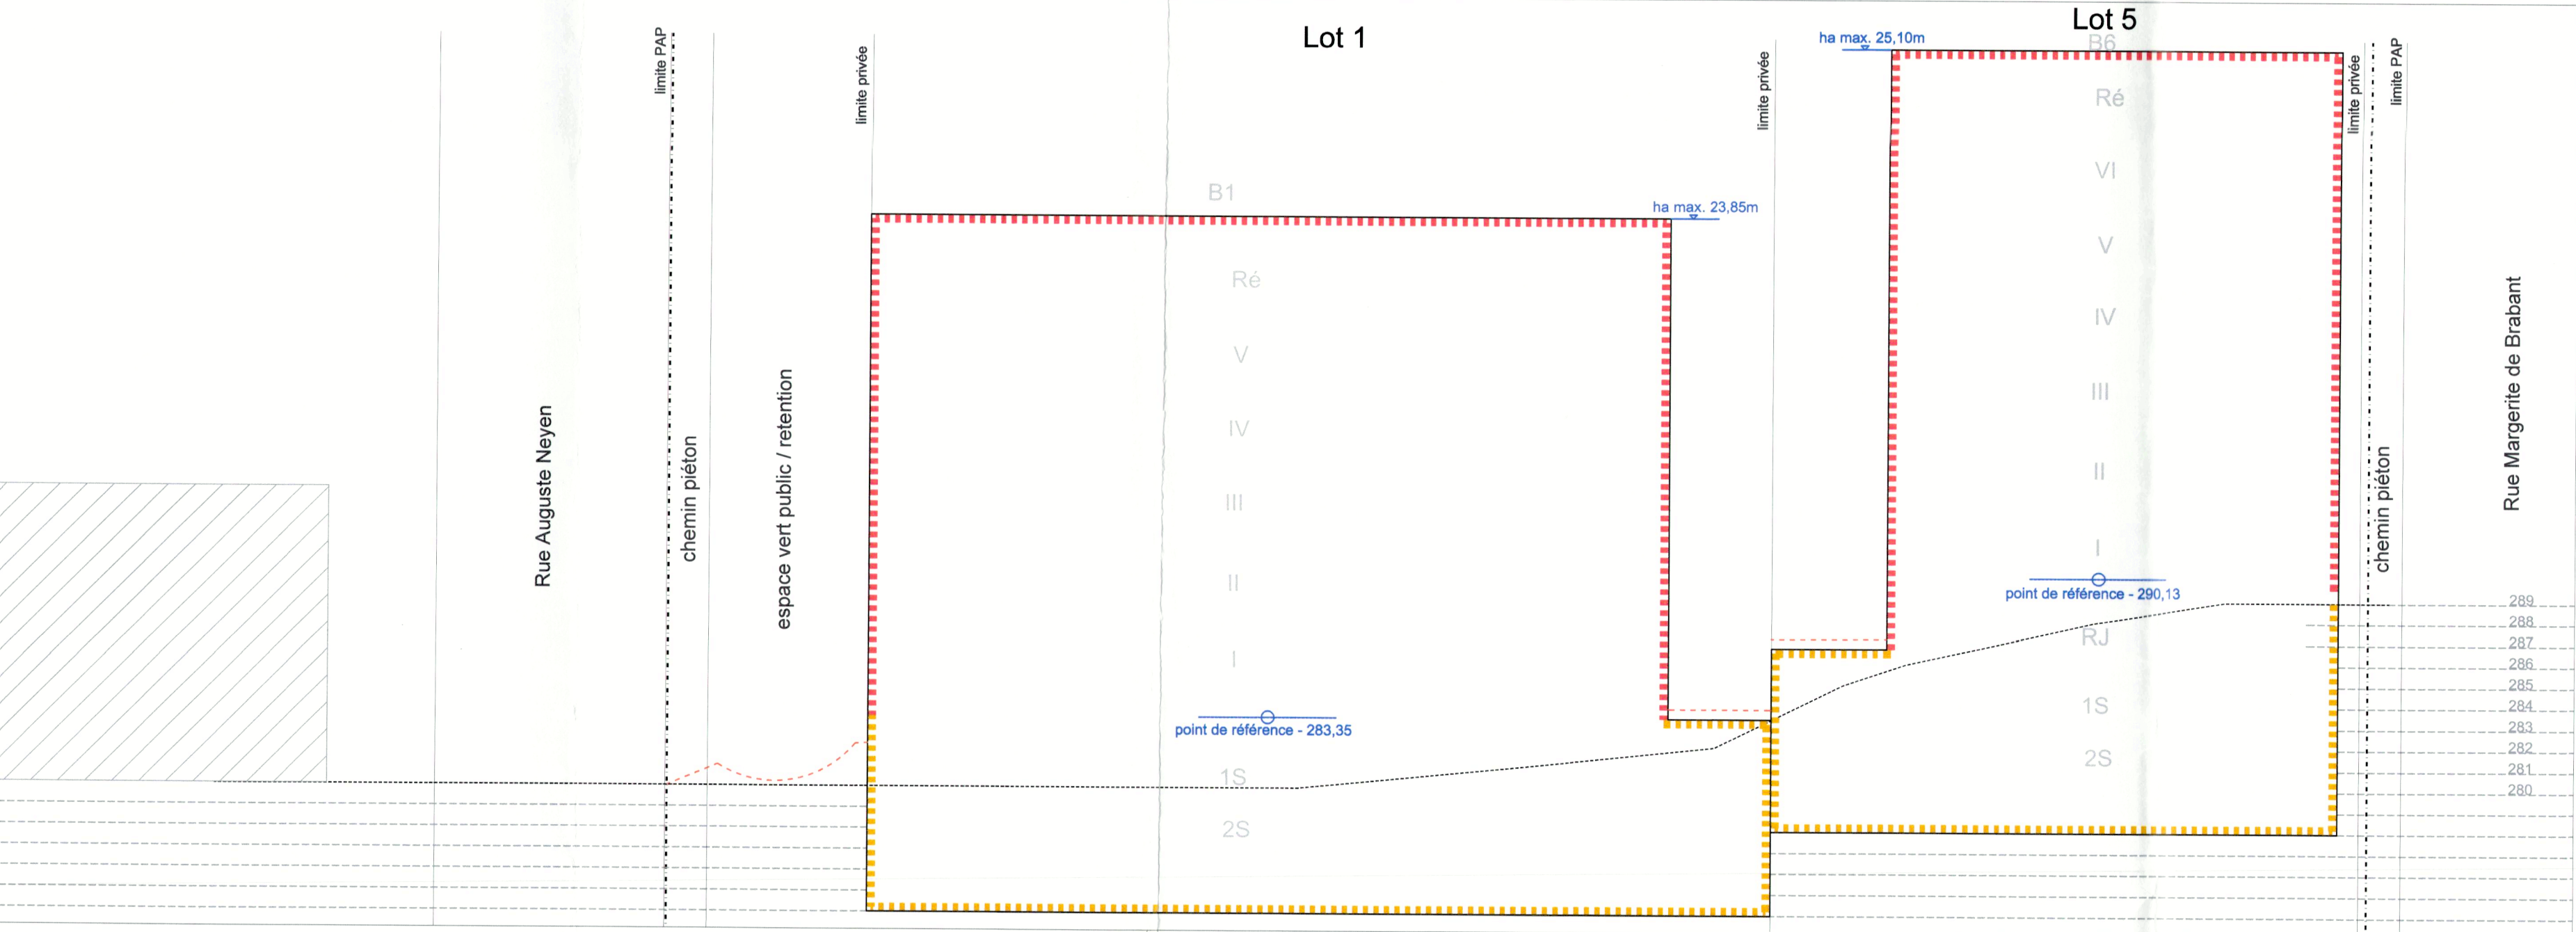 Lot 1
Lot 5
limite PAP
limite privée
limite privée
ha max. 25,10m
B6
limite privée
limite PAP
Ré
VI
B1
ha max. 23,85m
V
Ré
IV
V
III
IV
II
III
I
II
point de référence - 290,13
I
RJ
point de référence - 283,35
1S
1S
2S
2S
Rue Auguste Neyen
chemin piéton
espace vert public / retention
chemin piéton
Rue Margerite de Brabant
289
288
287
286
285
284
283
282
281
280